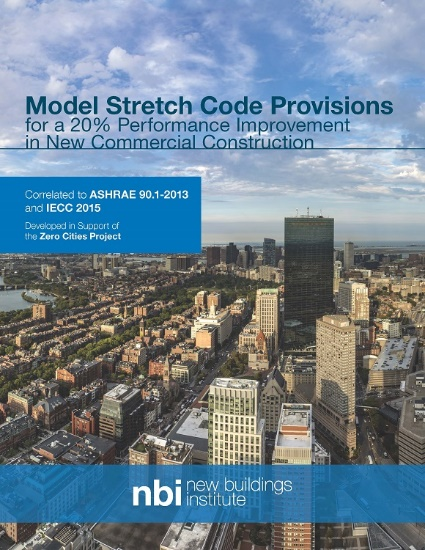 Model Stretch Code Provisions
for a 20% Performance Improvement
in New Commercial Construction
Correlated to ASHRAE 90.1-2013
and IECC 2015
Developed in Support of
the Zero Cities Project
nbi new buildings
institute